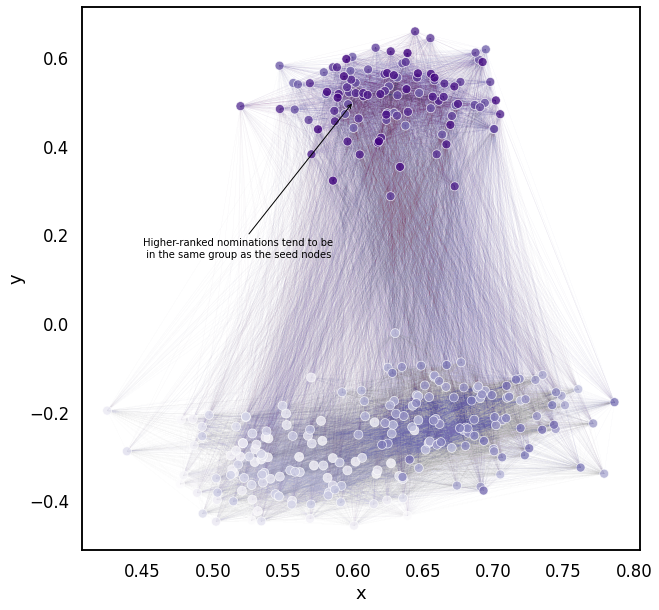 0.6
0.4
0.2
0.0
−0.2
−0.4
y
Higher-ranked nominations tend to be
in the same group as the seed nodes
0.45 0.50 0.55 0.60 0.65 0.70 0.75 0.80
x